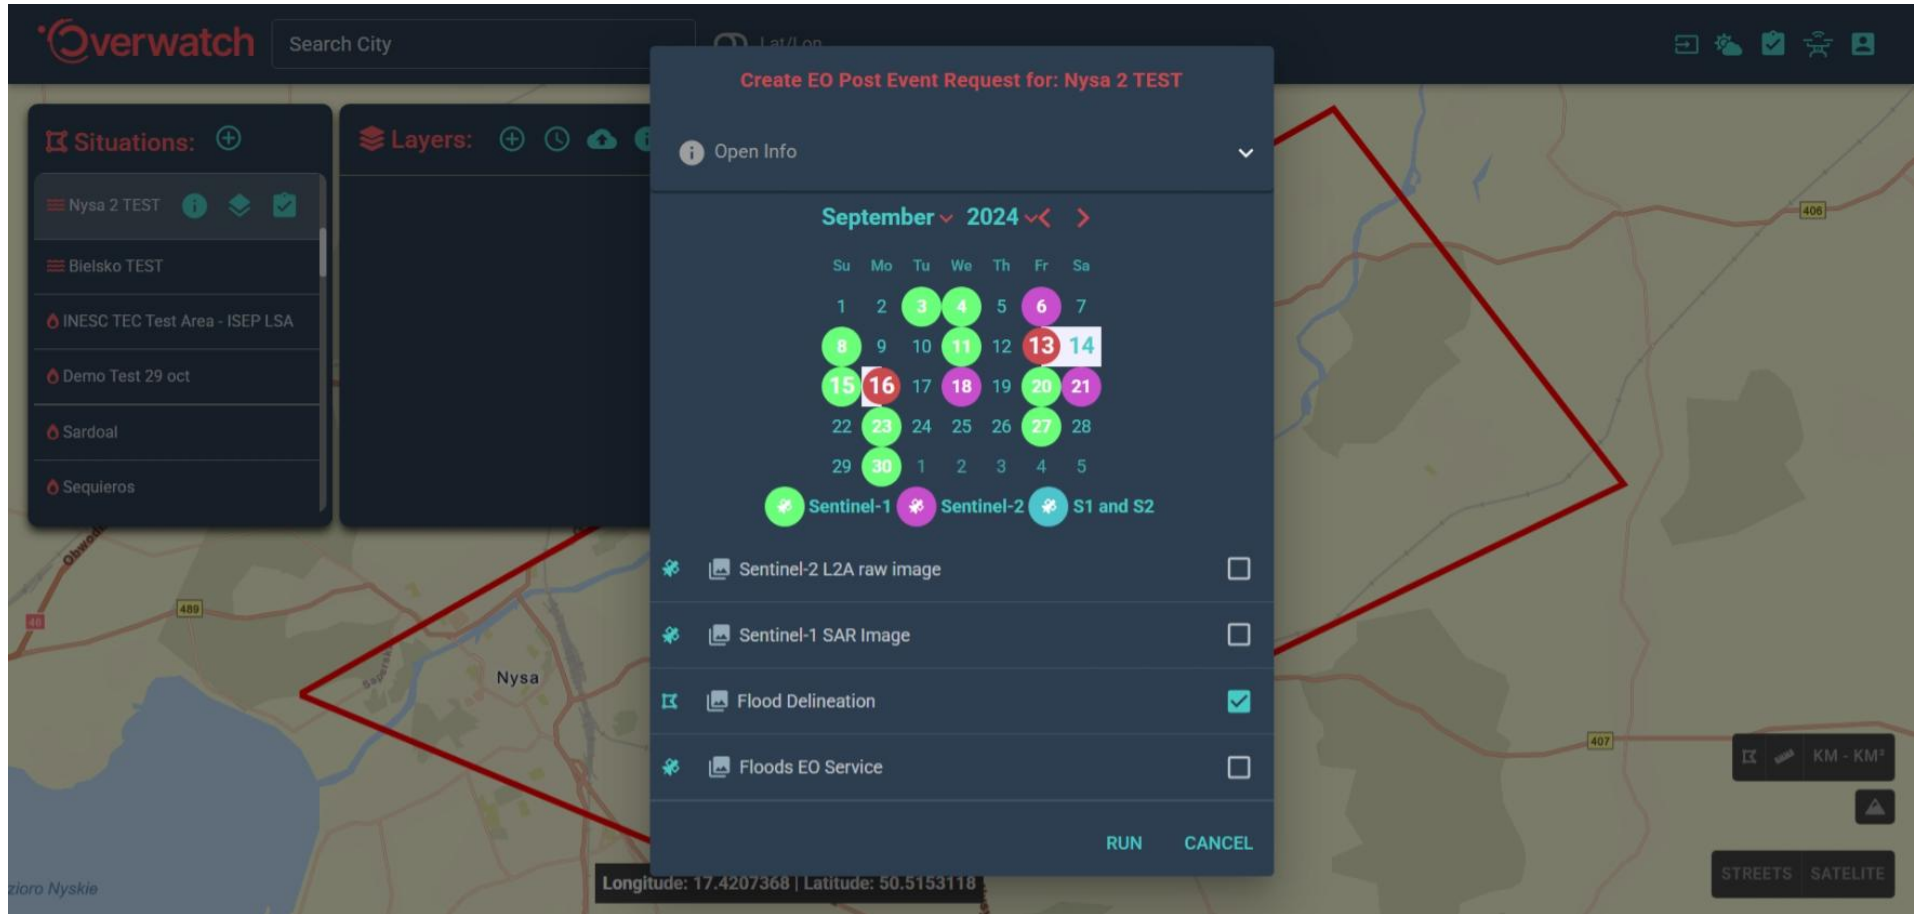 Overwatch
Search City
Lat/Lon
Create EO Post Event Request for: Nysa 2 TEST
Open Info
Situations:
Nysa 2 TEST
Bielsko TEST
INESC TEC Test Area - ISEP LSA
Demo Test 29 oct
Sardoal
Sequieros
Layers:
September 2024
Su Mo Tu We Th Fr Sa
1 2 3 4 5 6 7
8 9 10 11 12 13 14
15 16 17 18 19 20 21
22 23 24 25 26 27 28
29 30 1 2 3 4 5
Sentinel-1 Sentinel-2 S1 and S2
Sentinel-2 L2A raw image
Sentinel-1 SAR Image
Flood Delineation
Floods EO Service
RUN CANCEL
406
489
46
Nysa
407
KM - KM²
STREETS SATELITE
Longitude: 17.4207368 | Latitude: 50.5153118
zioro Nyskie